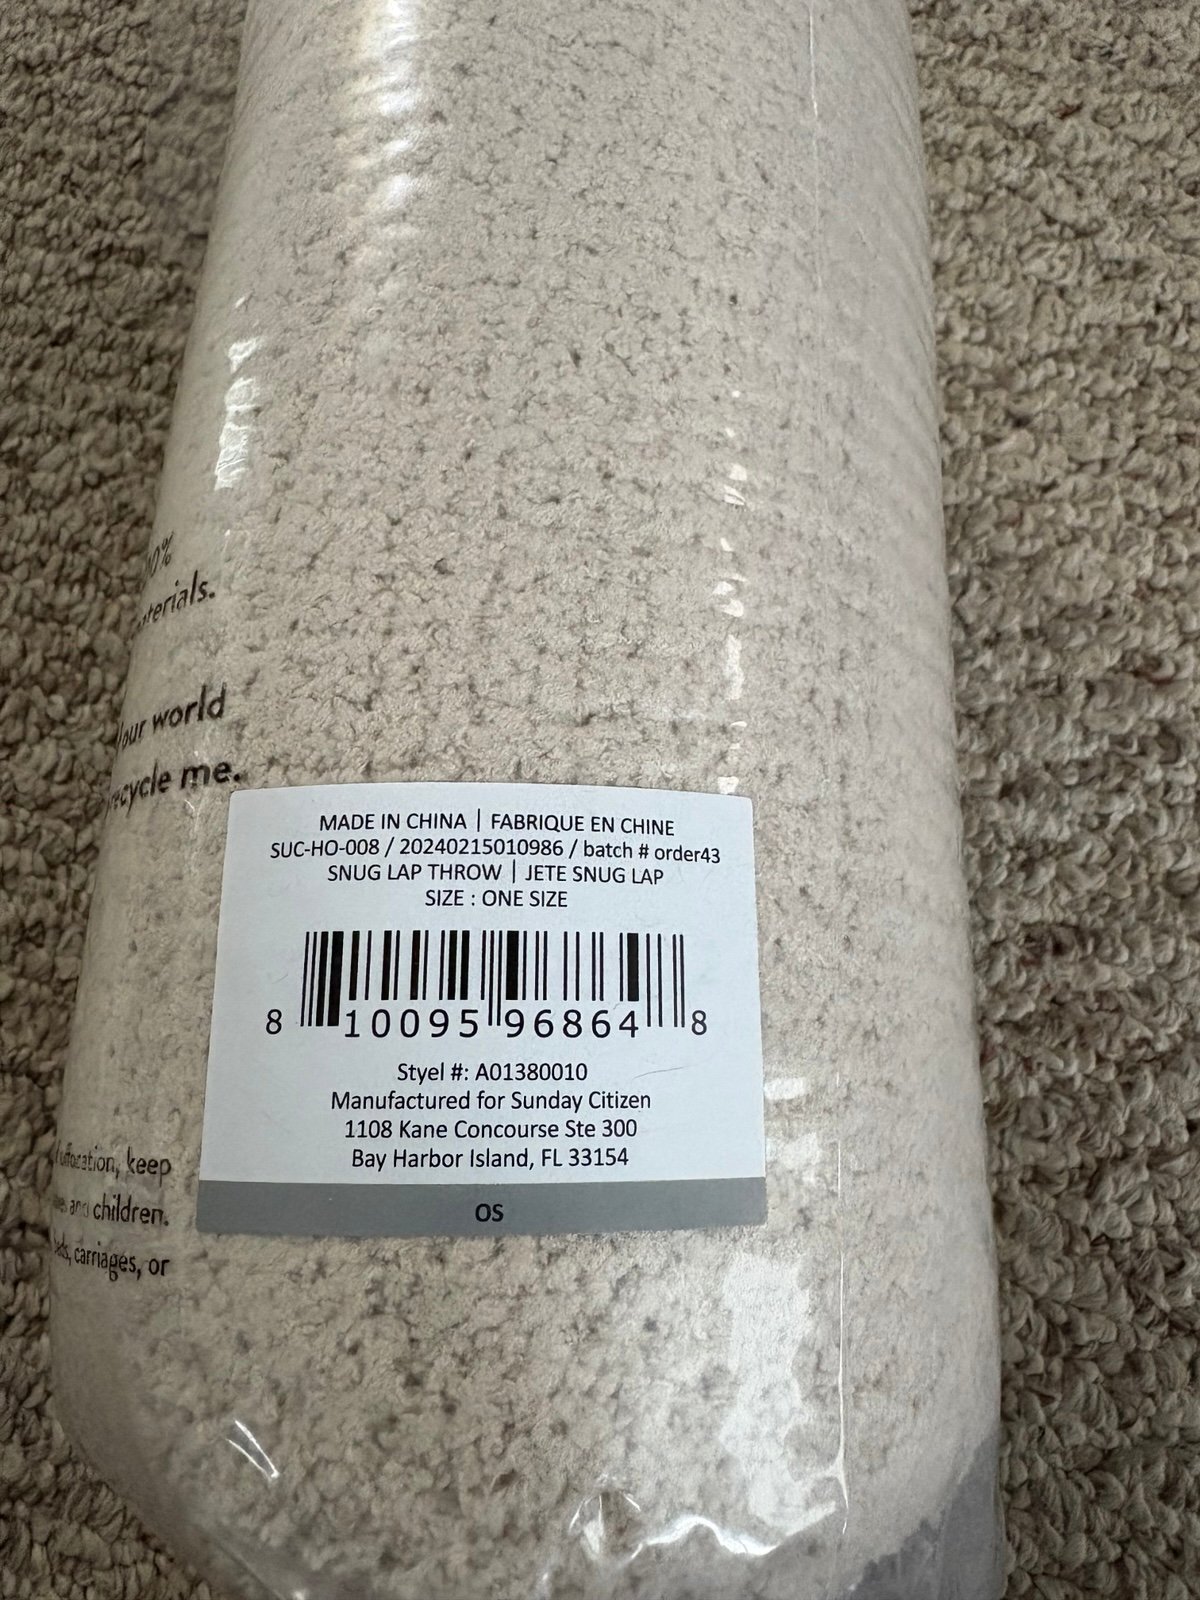 materials.
Your world
recycle me.
MADE IN CHINA | FABRIQUE EN CHINE
SUC-HO-008 / 20240215010986 / batch # order43
SNUG LAP THROW | JETE SNUG LAP
SIZE : ONE SIZE
8 10095 96864 8
Styel #: A01380010
Manufactured for Sunday Citizen
1108 Kane Concourse Ste 300
Bay Harbor Island, FL 33154
OS
keep
and children.
carriages, or